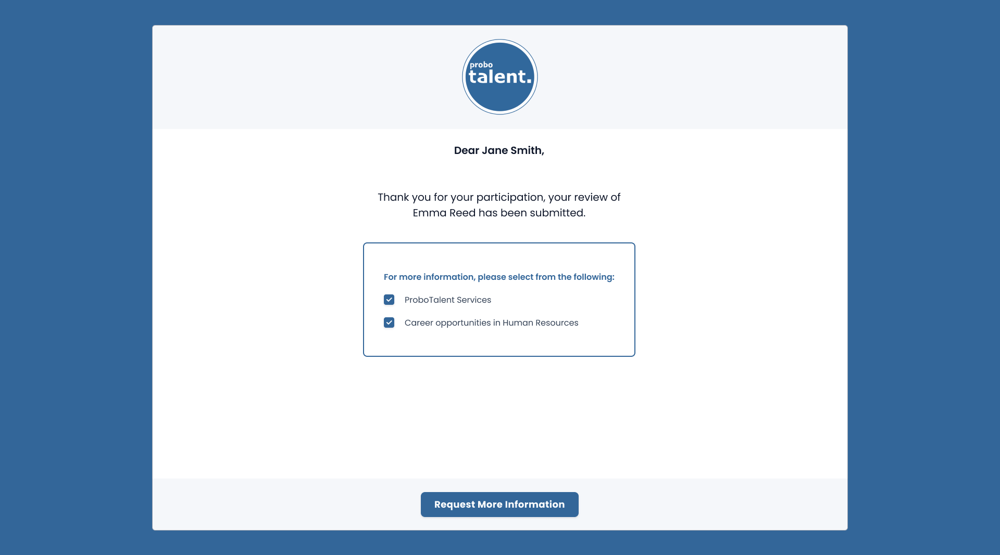 probo
talent.
Dear Jane Smith,
Thank you for your participation, your review of
Emma Reed has been submitted.
For more information, please select from the following:
ProboTalent Services
Career opportunities in Human Resources
Request More Information